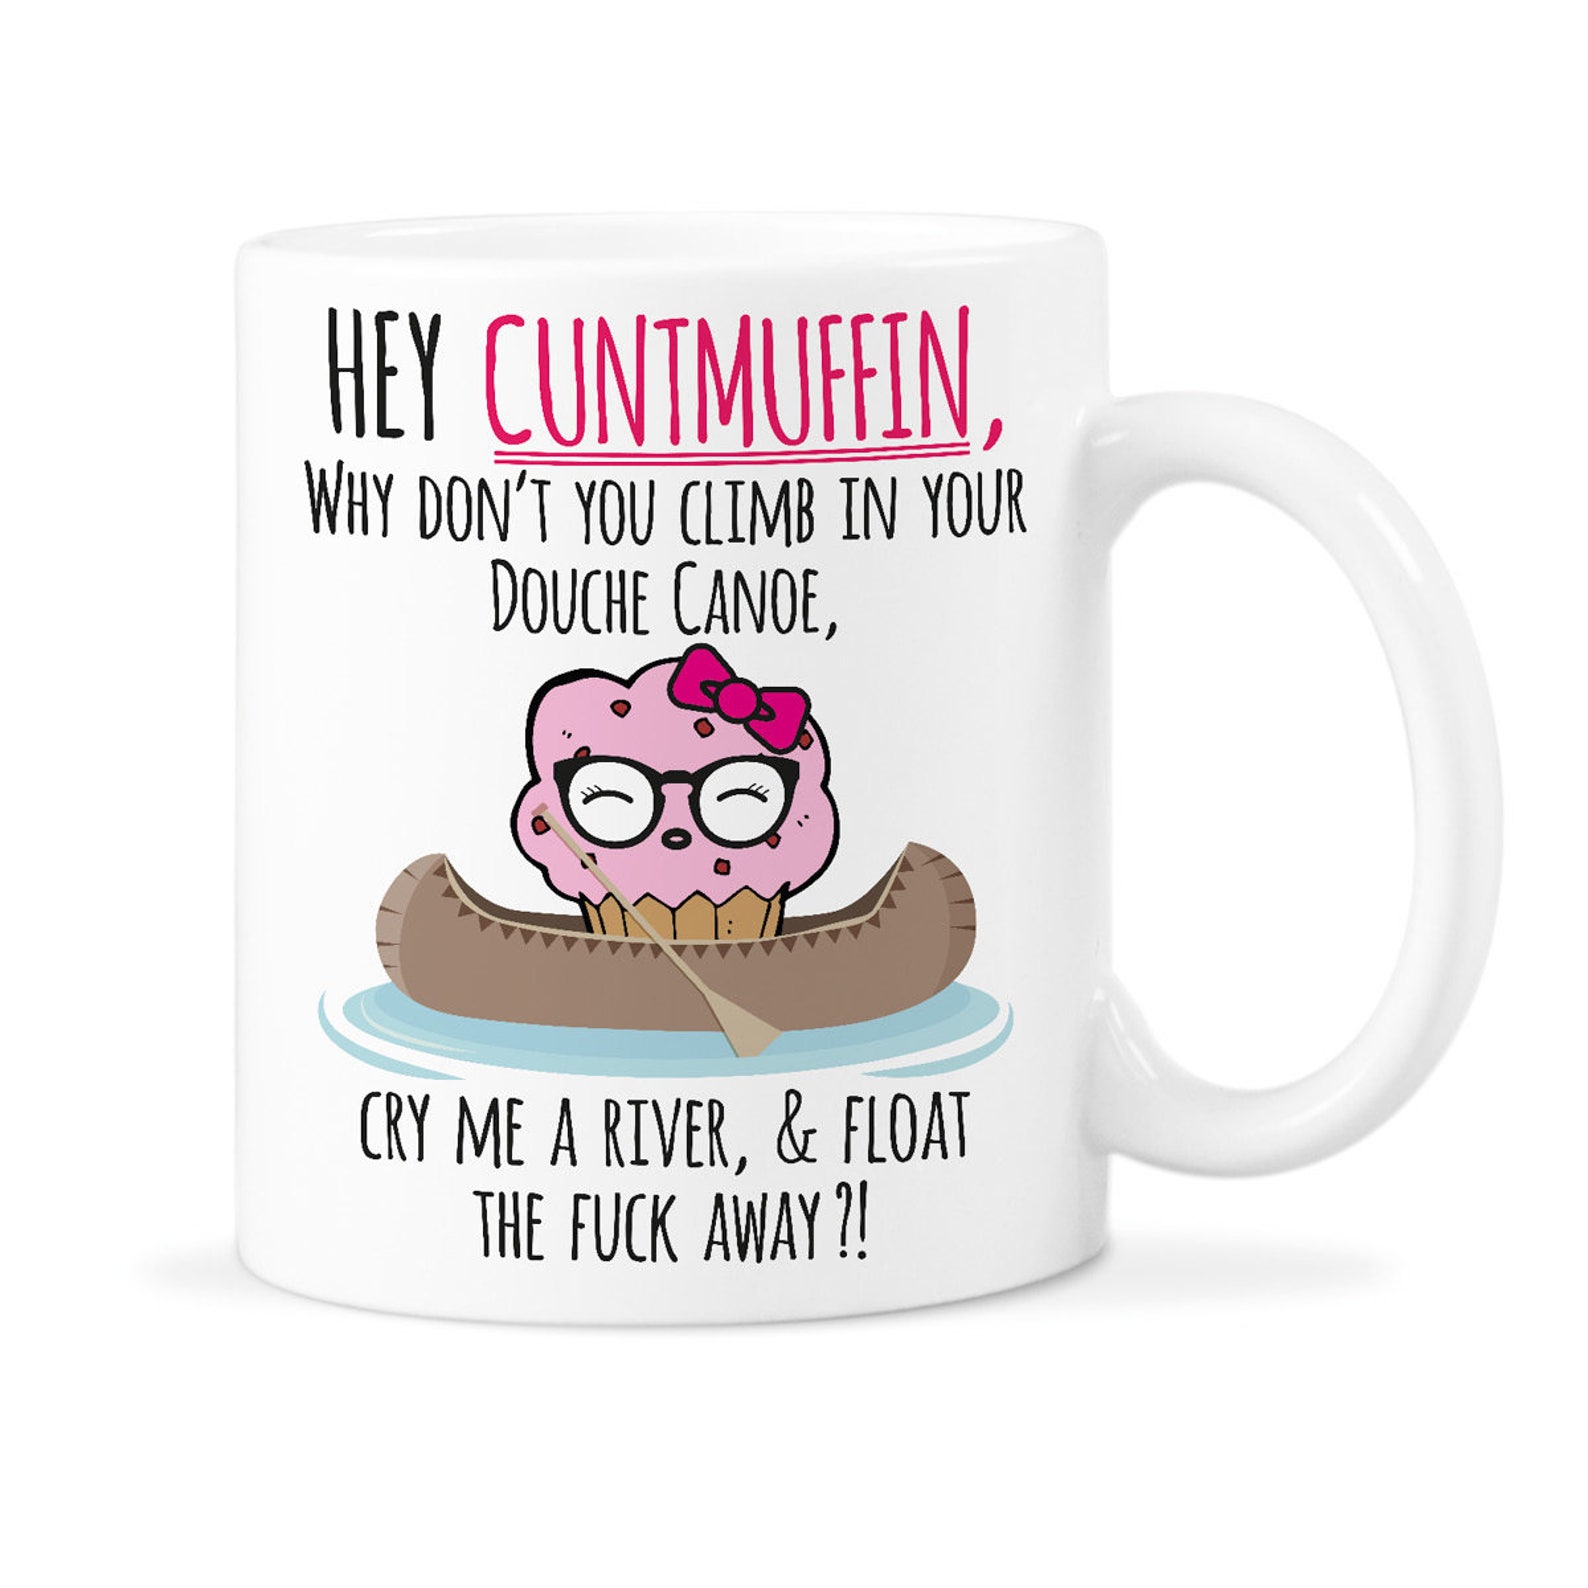 HEY CUNTMUFFIN,
WHY DON'T YOU CLIMB IN YOUR
DOUCHE CANOE,
CRY ME A RIVER, & FLOAT
THE FUCK AWAY?!